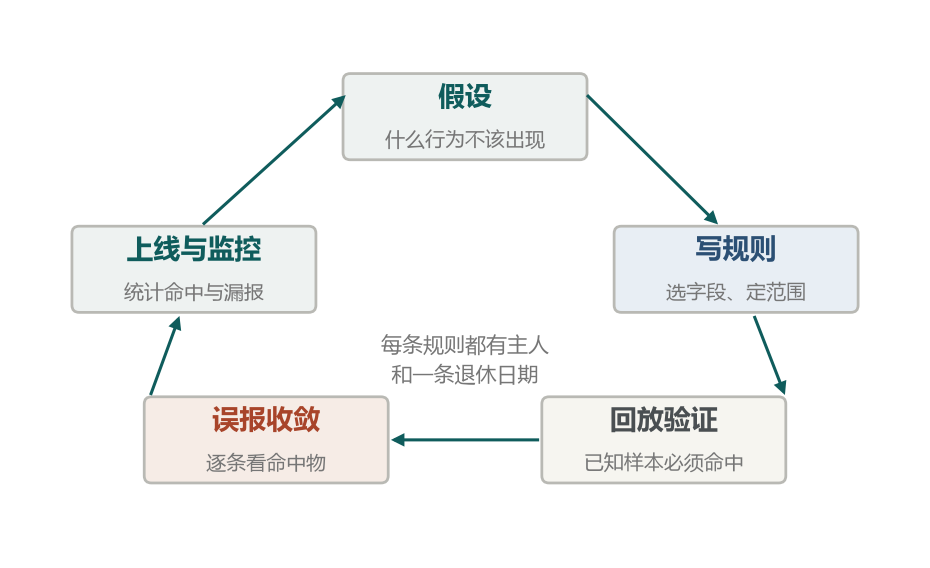 假设
什么行为不该出现
写规则
选字段、定范围
回放验证
已知样本必须命中
误报收敛
逐条看命中物
上线与监控
统计命中与漏报
每条规则都有主人
和一条退休日期